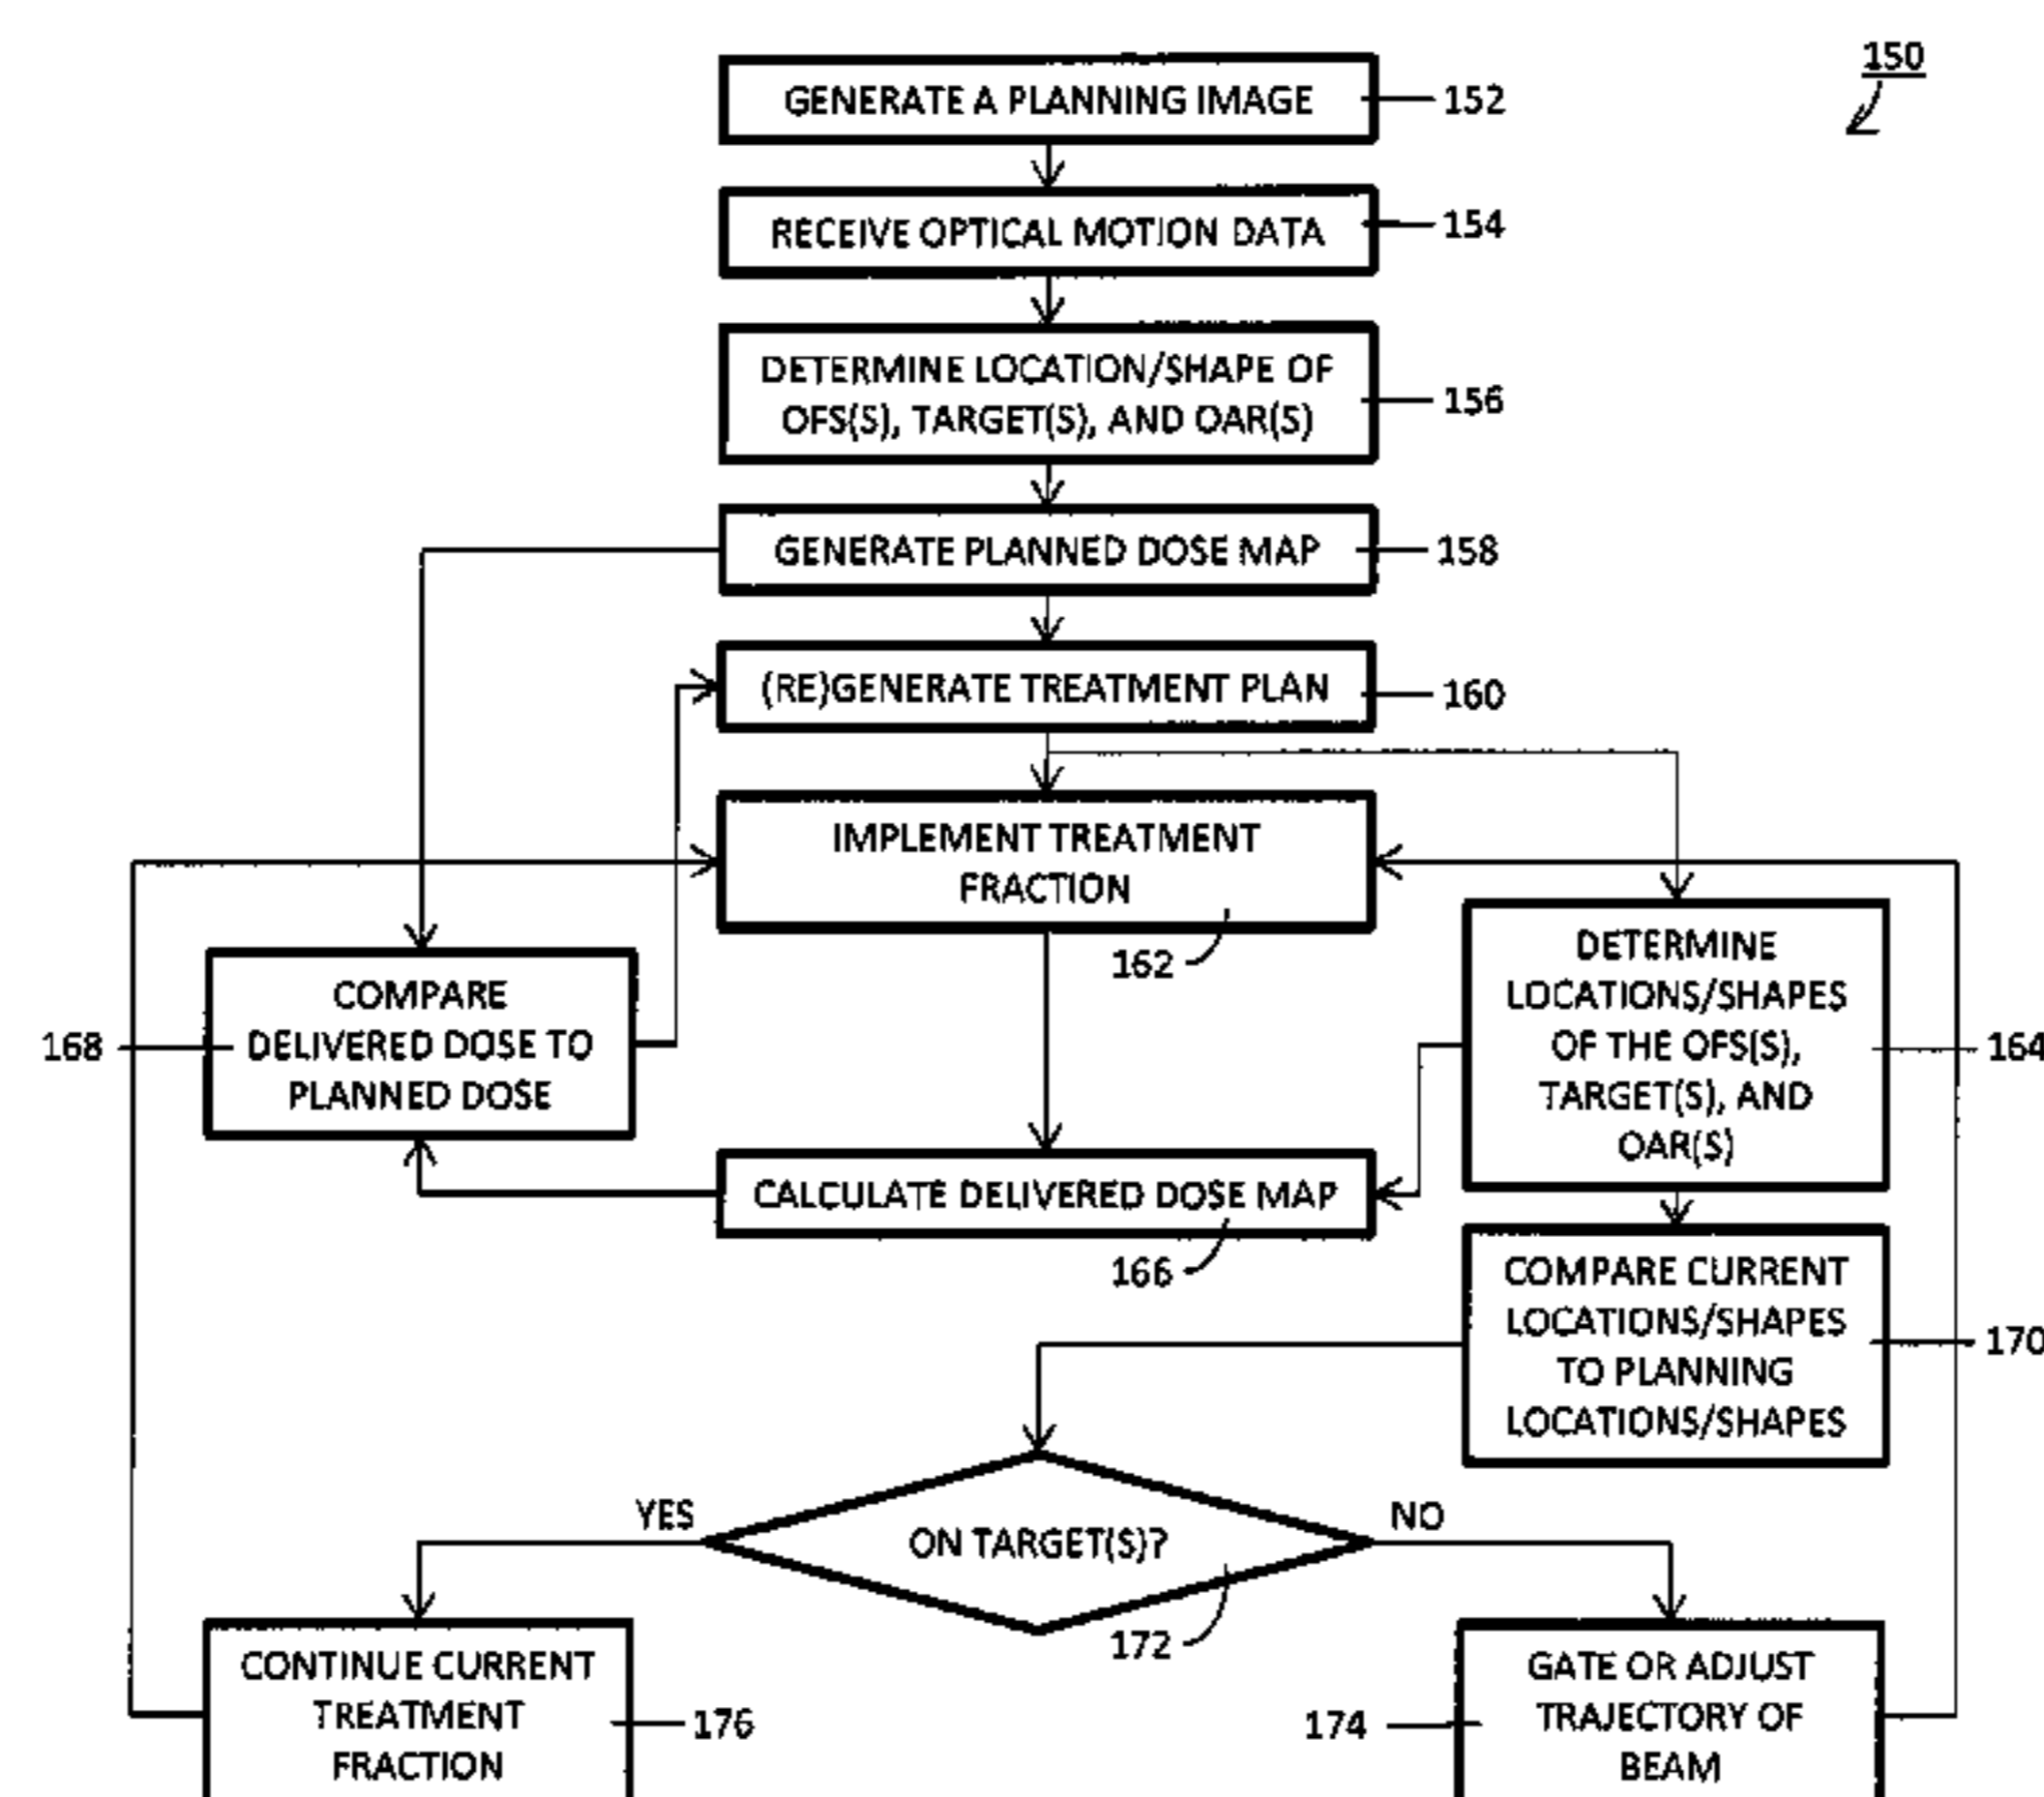 150
GENERATE A PLANNING IMAGE
152
RECEIVE OPTICAL MOTION DATA
154
DETERMINE LOCATION/SHAPE OF
OFS(S), TARGET(S), AND OAR(S)
156
GENERATE PLANNED DOSE MAP
158
(RE)GENERATE TREATMENT PLAN
160
IMPLEMENT TREATMENT
FRACTION
162
DETERMINE
LOCATIONS/SHAPES
OF THE OFS(S),
TARGET(S), AND
OAR(S)
164
COMPARE
DELIVERED DOSE TO
PLANNED DOSE
168
CALCULATE DELIVERED DOSE MAP
166
COMPARE CURRENT
LOCATIONS/SHAPES
TO PLANNING
LOCATIONS/SHAPES
170
YES
ON TARGET(S)?
NO
172
CONTINUE CURRENT
TREATMENT
FRACTION
176
174
GATE OR ADJUST
TRAJECTORY OF
BEAM